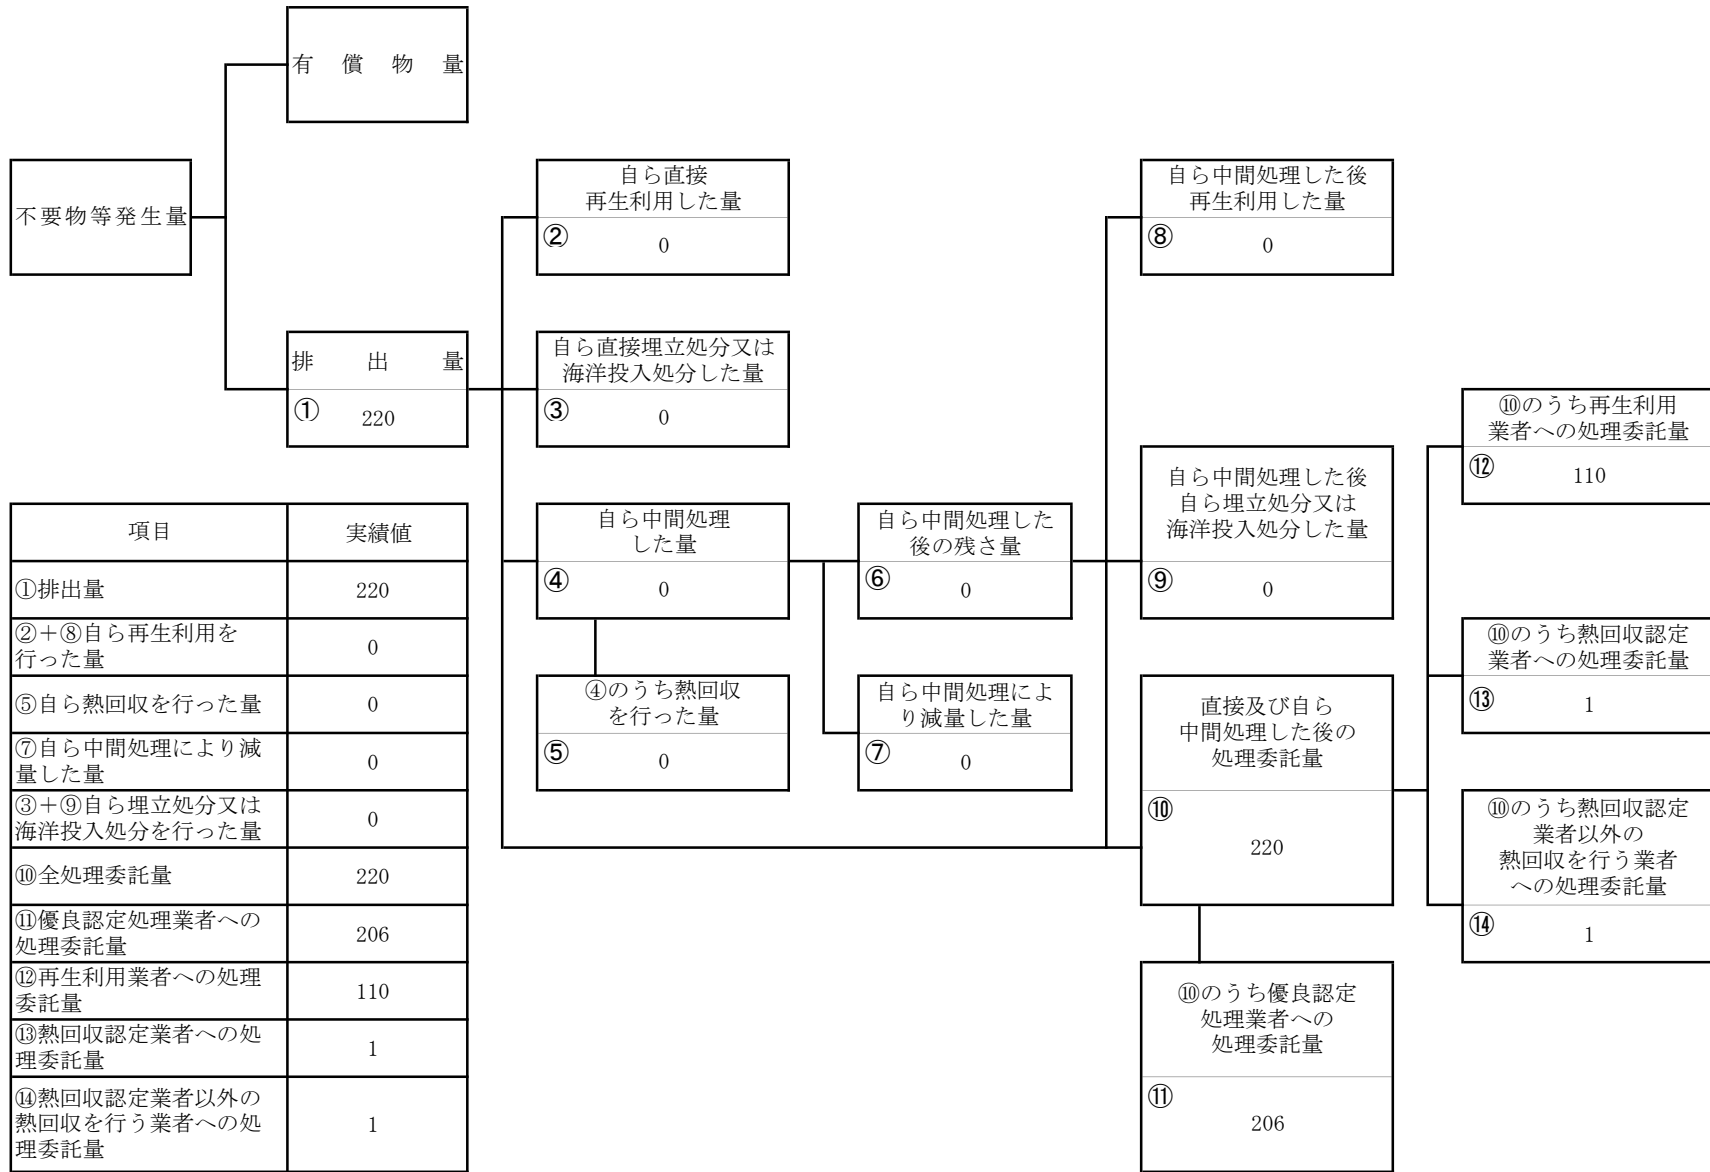 有償物量
不要物等発生量
排出量
① 220
自ら直接
再生利用した量
② 0
自ら直接埋立処分又は
海洋投入処分した量
③ 0
自ら中間処理
した量
④ 0
④のうち熱回収
を行った量
⑤ 0
自ら中間処理した
後の残さ量
⑥ 0
自ら中間処理によ
り減量した量
⑦ 0
自ら中間処理した後
再生利用した量
⑧ 0
自ら中間処理した後
自ら埋立処分又は
海洋投入処分した量
⑨ 0
直接及び自ら
中間処理した後の
処理委託量
⑩
220
⑩のうち優良認定
処理業者への
処理委託量
⑪
206
⑩のうち再生利用
業者への処理委託量
⑫ 110
⑩のうち熱回収認定
業者への処理委託量
⑬ 1
⑩のうち熱回収認定
業者以外の
熱回収を行う業者
への処理委託量
⑭ 1
項目 実績値
①排出量 220
②＋⑧自ら再生利用を
行った量 0
⑤自ら熱回収を行った量 0
⑦自ら中間処理により減
量した量 0
③＋⑨自ら埋立処分又は
海洋投入処分を行った量 0
⑩全処理委託量 220
⑪優良認定処理業者への
処理委託量 206
⑫再生利用業者への処理
委託量 110
⑬熱回収認定業者への処
理委託量 1
⑭熱回収認定業者以外の
熱回収を行う業者への処
理委託量 1